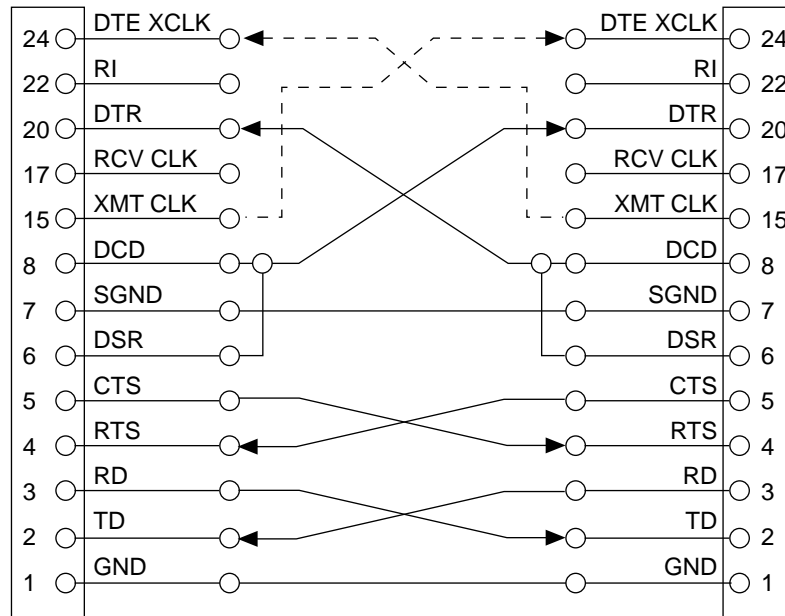 24 DTE XCLK DTE XCLK 24
22 RI RI 22
20 DTR DTR 20
17 RCV CLK RCV CLK 17
15 XMT CLK XMT CLK 15
8 DCD DCD 8
7 SGND SGND 7
6 DSR DSR 6
5 CTS CTS 5
4 RTS RTS 4
3 RD RD 3
2 TD TD 2
1 GND GND 1